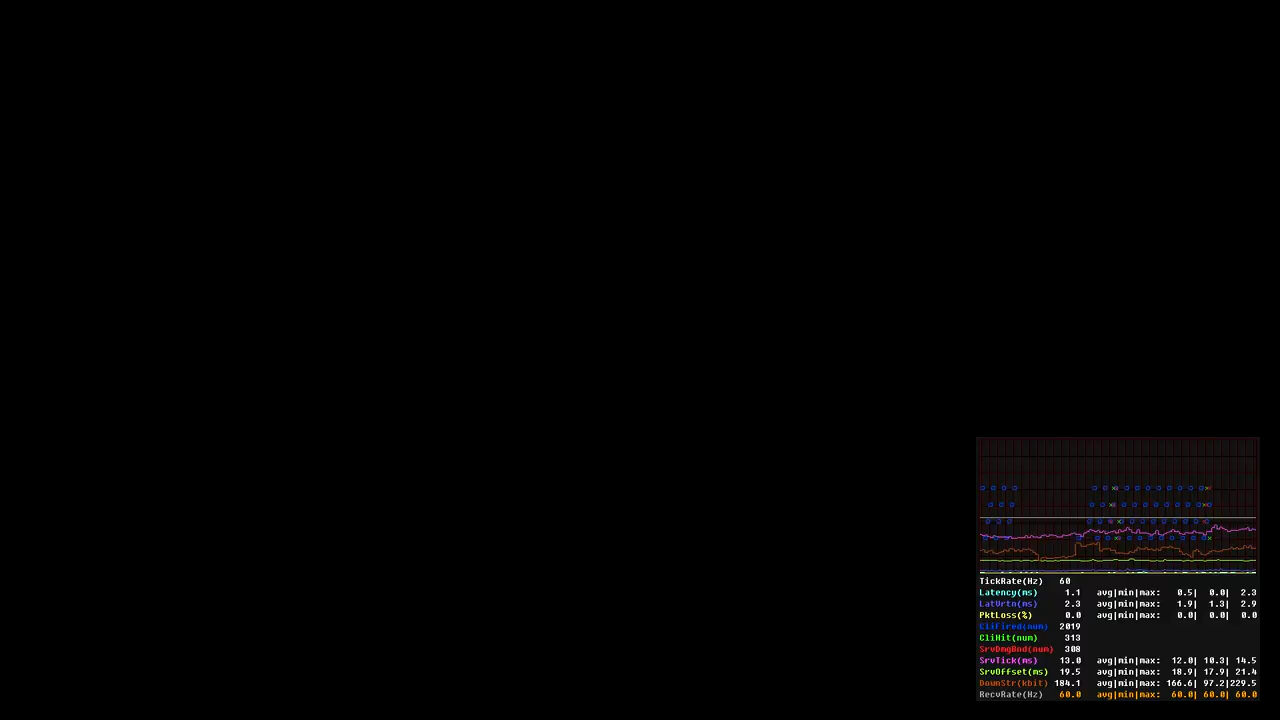 TickRate(Hz) 60
Latency(ms) 1.1 avg|min|max: 0.5| 0.0| 2.3
LatVrtn(ms) 2.3 avg|min|max: 1.9| 1.3| 2.9
PktLoss(%) 0.0 avg|min|max: 0.0| 0.0| 0.0
CliFired(num) 2019
CliHit(num) 313
SrvDmgBnd(num) 308
SrvTick(ms) 13.0 avg|min|max: 12.0| 10.3| 14.5
SrvOffset(ms) 19.5 avg|min|max: 18.9| 17.9| 21.4
DownStr(kbit) 184.1 avg|min|max: 166.6| 97.2|229.5
RecvRate(Hz) 60.0 avg|min|max: 60.0| 60.0| 60.0